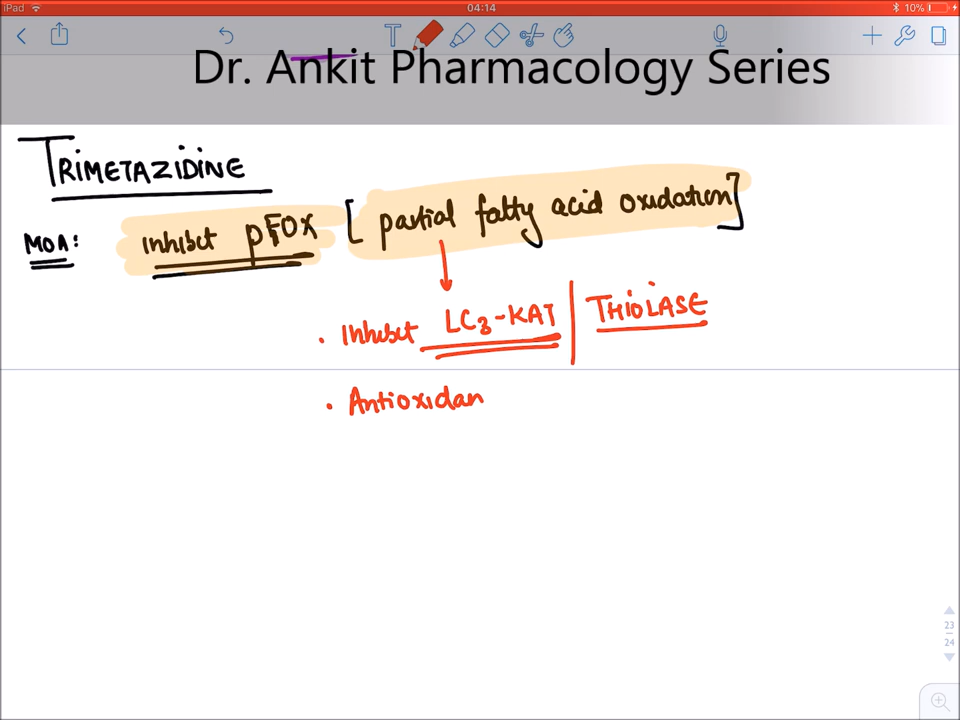 iPad 04:14 10%
T
Dr. Ankit Pharmacology Series
TRIMETAZIDINE
MOA: Inhibit pFOX [partial fatty acid oxidation]
• Inhibit LC3-KAT | THIOLASE
• Antioxidan
23
24